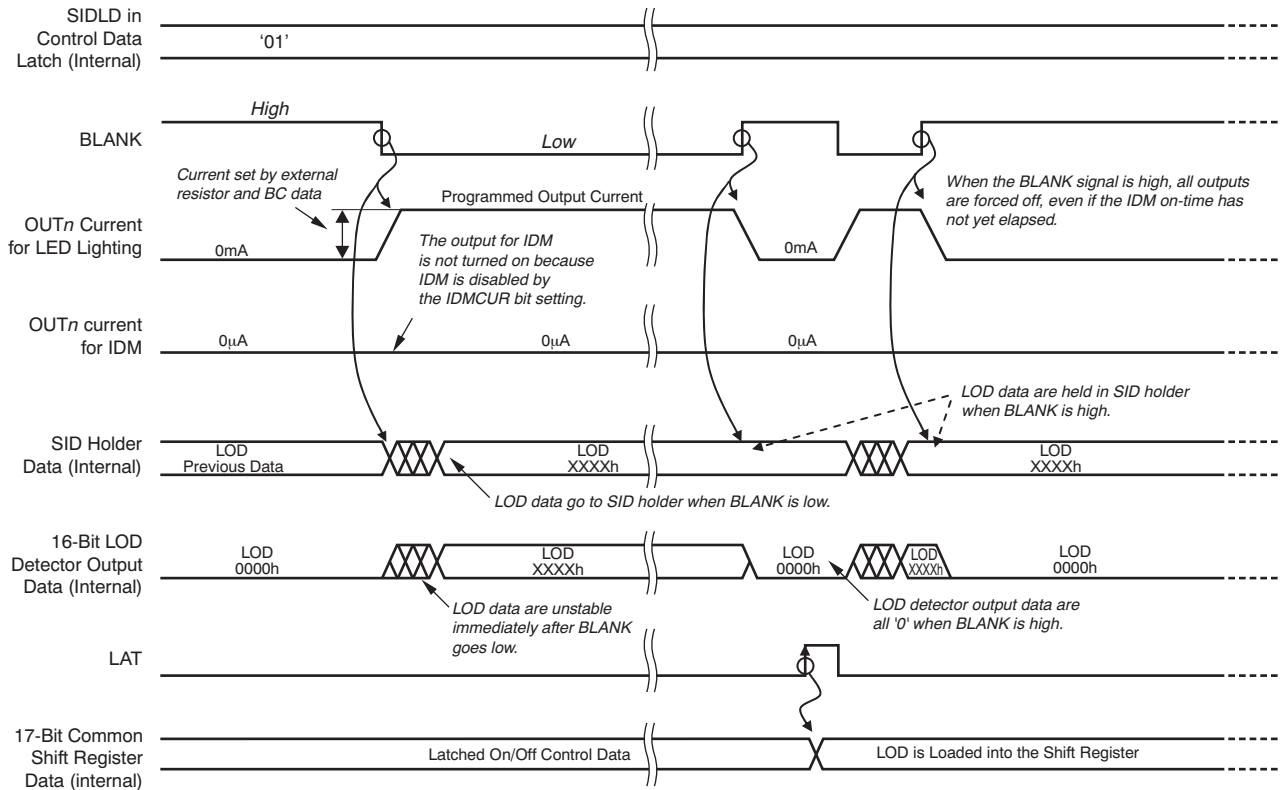 SIDLD in
Control Data
Latch (Internal)
'01'
High
BLANK
Low
Current set by external
resistor and BC data
Programmed Output Current
When the BLANK signal is high, all outputs
are forced off, even if the IDM on-time has
not yet elapsed.
OUTn Current
for LED Lighting
0mA
0mA
The output for IDM
is not turned on because
IDM is disabled by
the IDMCUR bit setting.
OUTn current
for IDM
0μA
0μA
0μA
LOD data are held in SID holder
when BLANK is high.
SID Holder
Data (Internal)
LOD
Previous Data
LOD
XXXXh
LOD
XXXXh
LOD data go to SID holder when BLANK is low.
16-Bit LOD
Detector Output
Data (Internal)
LOD
0000h
LOD
XXXXh
LOD
0000h
LOD
XXXXh
LOD
0000h
LOD data are unstable
immediately after BLANK
goes low.
LOD detector output data are
all '0' when BLANK is high.
LAT
17-Bit Common
Shift Register
Data (internal)
Latched On/Off Control Data
LOD is Loaded into the Shift Register